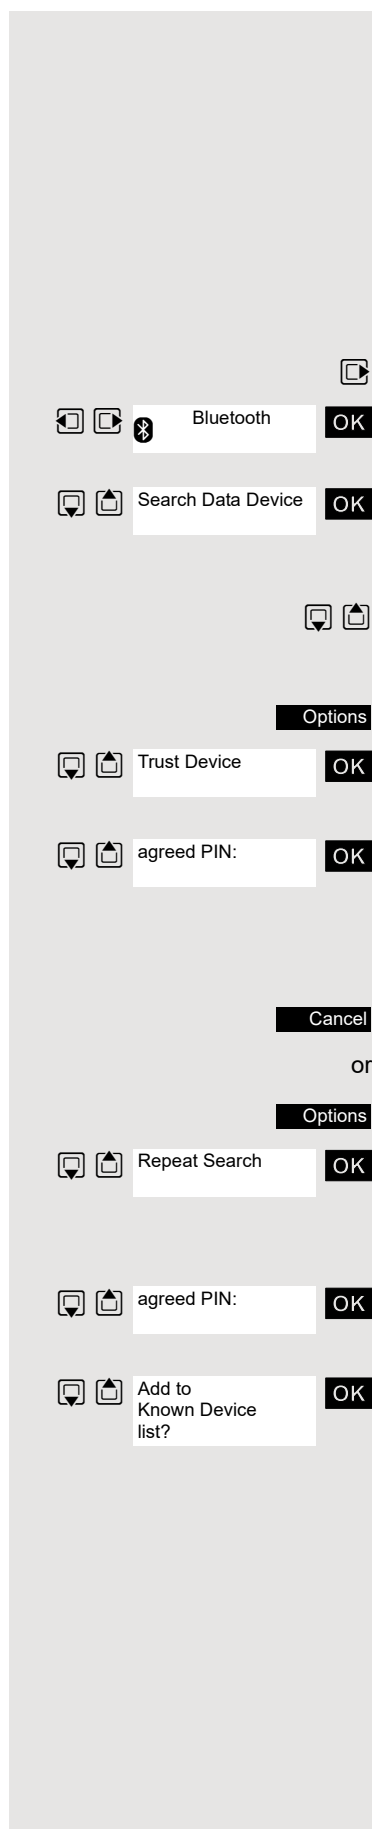 Bluetooth OK
Search Data Device OK
Options
Trust Device OK
agreed PIN: OK
Cancel
or
Options
Repeat Search OK
agreed PIN: OK
Add to OK
Known Device
list?